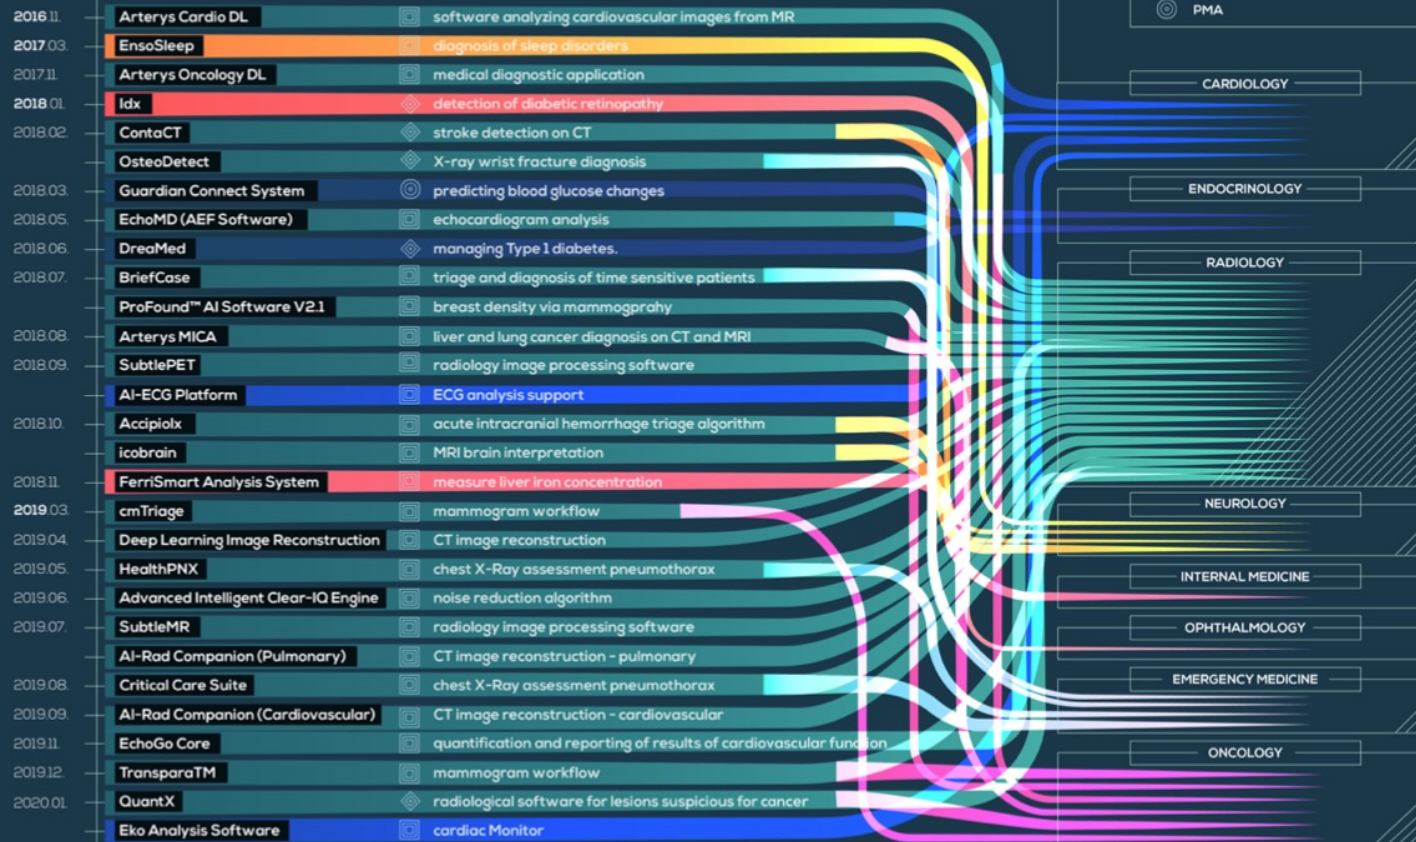 PMA
2016.11. Arterys Cardio DL software analyzing cardiovascular images from MR
2017.03. EnsoSleep diagnosis of sleep disorders
2017.11. Arterys Oncology DL medical diagnostic application
2018.01. Idx detection of diabetic retinopathy
2018.02. ContaCT stroke detection on CT
OsteoDetect X-ray wrist fracture diagnosis
2018.03. Guardian Connect System predicting blood glucose changes
2018.05. EchoMD (AEF Software) echocardiogram analysis
2018.06. DreaMed managing Type 1 diabetes.
2018.07. BriefCase triage and diagnosis of time sensitive patients
ProFound™ AI Software V2.1 breast density via mammogprahy
2018.08. Arterys MICA liver and lung cancer diagnosis on CT and MRI
2018.09. SubtlePET radiology image processing software
AI-ECG Platform ECG analysis support
2018.10. Accipiolx acute intracranial hemorrhage triage algorithm
icobrain MRI brain interpretation
2018.11. FerriSmart Analysis System measure liver iron concentration
2019.03. cmTriage mammogram workflow
2019.04. Deep Learning Image Reconstruction CT image reconstruction
2019.05. HealthPNX chest X-Ray assessment pneumothorax
2019.06. Advanced Intelligent Clear-IQ Engine noise reduction algorithm
2019.07. SubtleMR radiology image processing software
AI-Rad Companion (Pulmonary) CT image reconstruction - pulmonary
2019.08. Critical Care Suite chest X-Ray assessment pneumothorax
2019.09. AI-Rad Companion (Cardiovascular) CT image reconstruction - cardiovascular
2019.11. EchoGo Core quantification and reporting of results of cardiovascular function
2019.12. TransparaTM mammogram workflow
2020.01. QuantX radiological software for lesions suspicious for cancer
Eko Analysis Software cardiac Monitor
CARDIOLOGY
ENDOCRINOLOGY
RADIOLOGY
NEUROLOGY
INTERNAL MEDICINE
OPHTHALMOLOGY
EMERGENCY MEDICINE
ONCOLOGY